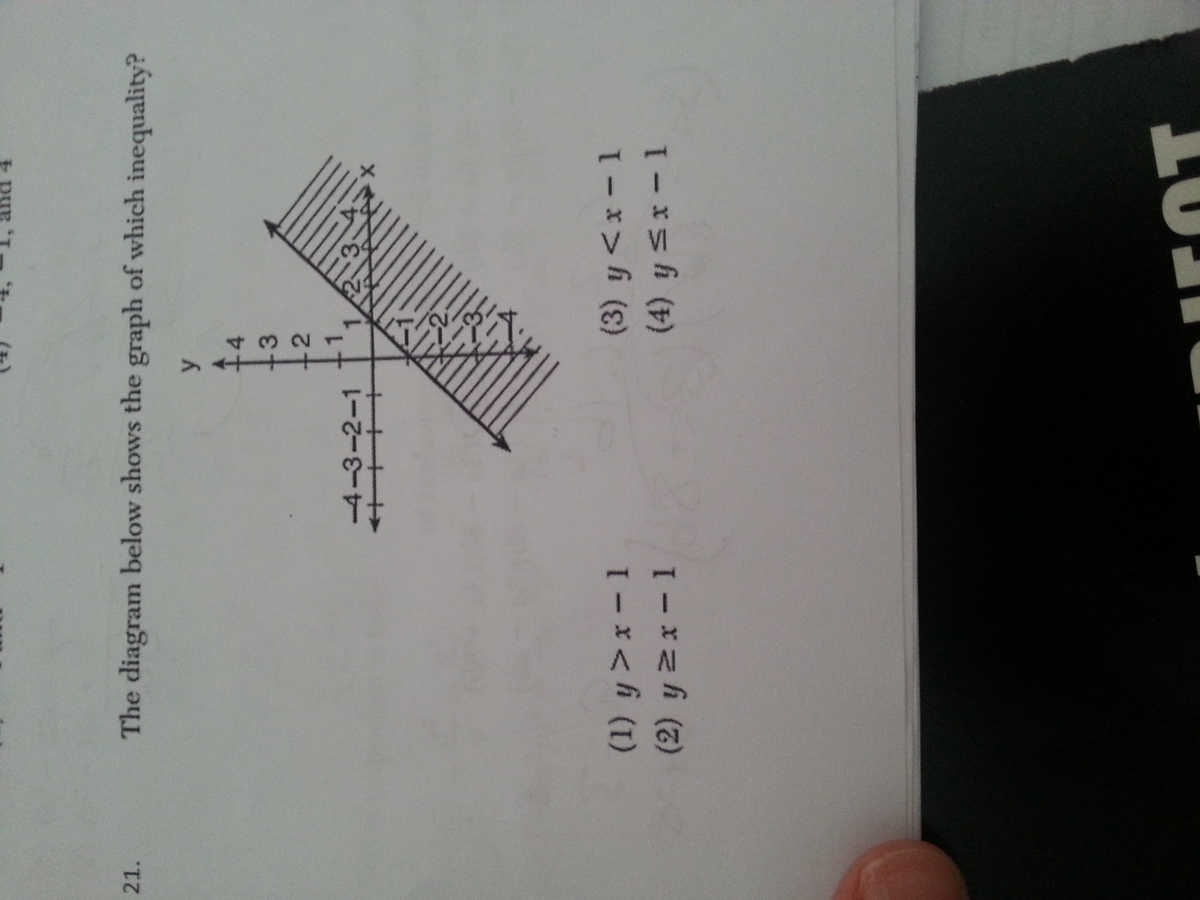 (4) −4, −1, and 4
21. The diagram below shows the graph of which inequality?
y
4
3
2
1
−4 −3 −2 −1 1 2 3 4 x
−1
−2
−3
−4
(1) y > x − 1
(2) y ≥ x − 1
(3) y < x − 1
(4) y ≤ x − 1